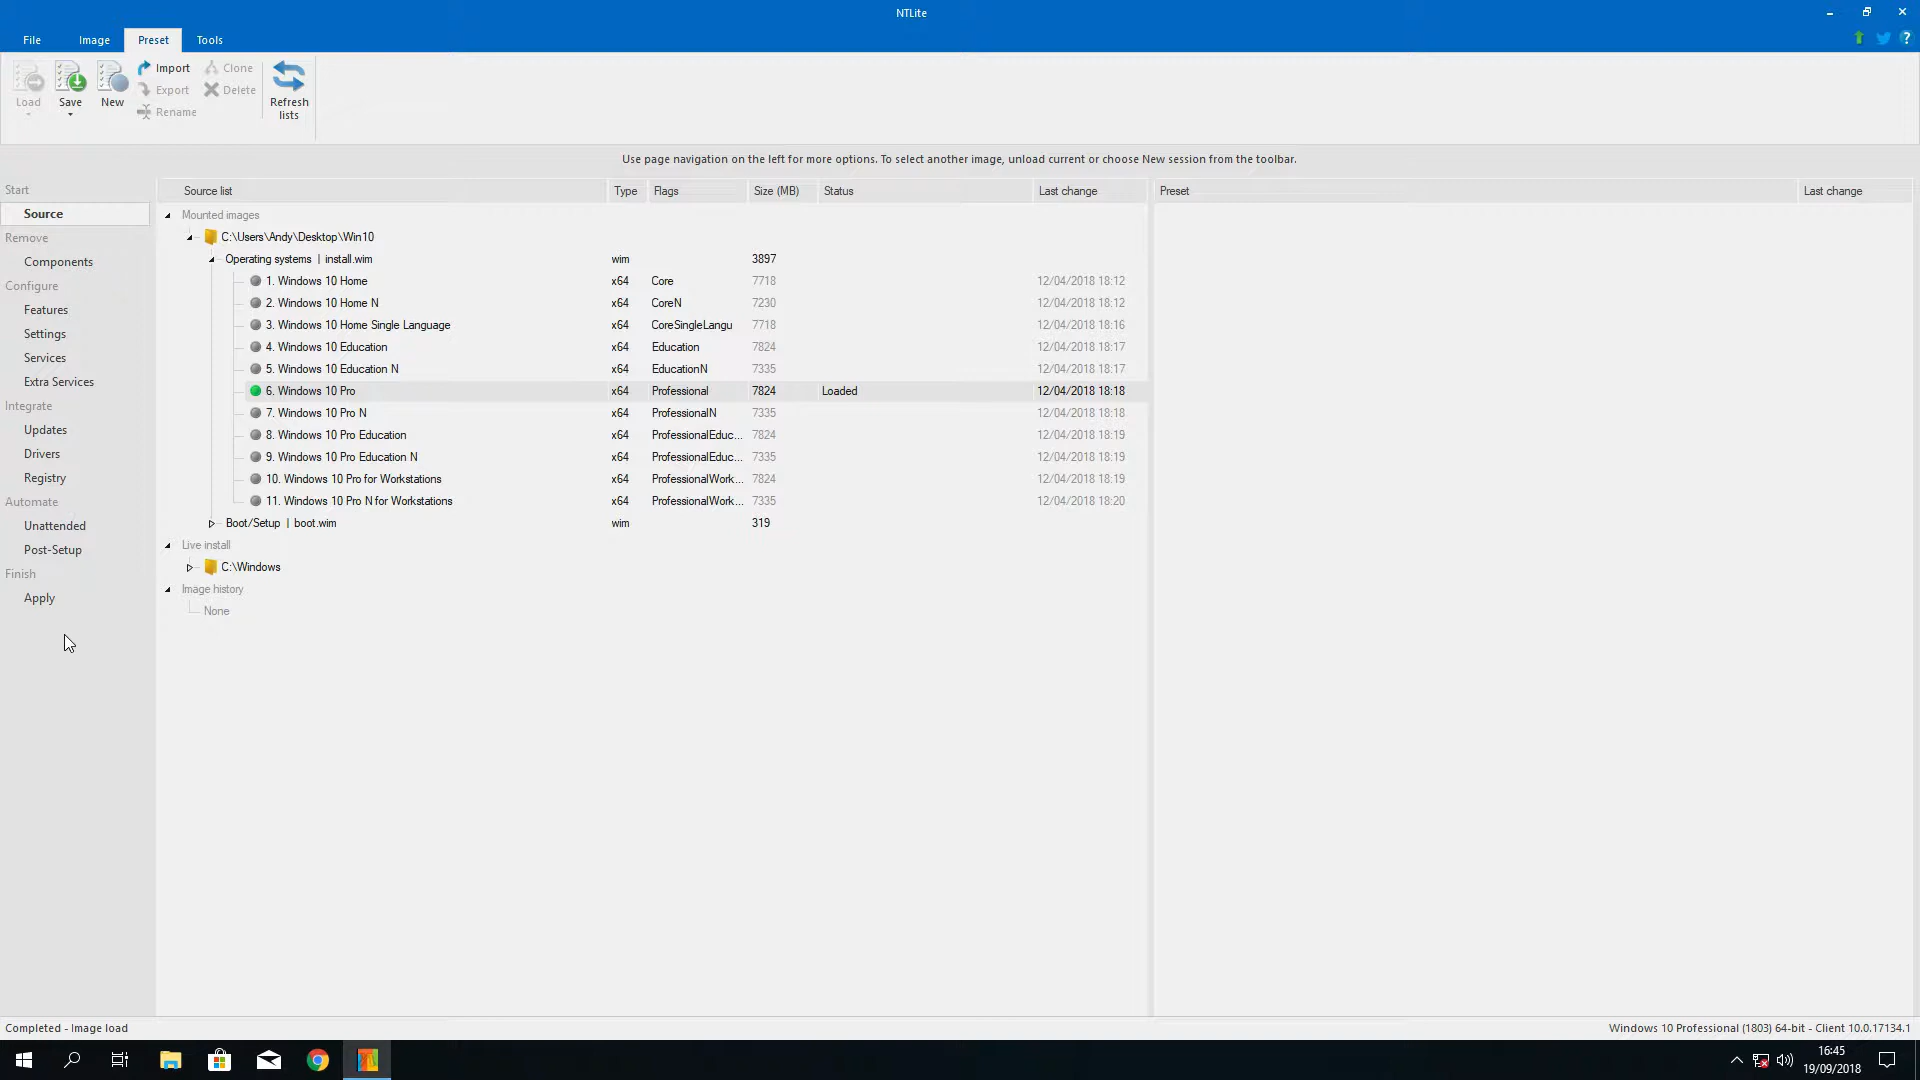 NTLite
File Image Preset Tools
Load Save New Import Export Rename Clone Delete Refresh lists
Use page navigation on the left for more options. To select another image, unload current or choose New session from the toolbar.
Start
Source
Remove
Components
Configure
Features
Settings
Services
Extra Services
Integrate
Updates
Drivers
Registry
Automate
Unattended
Post-Setup
Finish
Apply
Source list Type Flags Size (MB) Status Last change
Mounted images
C:\Users\Andy\Desktop\Win10
Operating systems | install.wim wim 3897
1. Windows 10 Home x64 Core 7718 12/04/2018 18:12
2. Windows 10 Home N x64 CoreN 7230 12/04/2018 18:12
3. Windows 10 Home Single Language x64 CoreSingleLangu 7718 12/04/2018 18:16
4. Windows 10 Education x64 Education 7824 12/04/2018 18:17
5. Windows 10 Education N x64 EducationN 7335 12/04/2018 18:17
6. Windows 10 Pro x64 Professional 7824 Loaded 12/04/2018 18:18
7. Windows 10 Pro N x64 ProfessionalN 7335 12/04/2018 18:18
8. Windows 10 Pro Education x64 ProfessionalEduc... 7824 12/04/2018 18:19
9. Windows 10 Pro Education N x64 ProfessionalEduc... 7335 12/04/2018 18:19
10. Windows 10 Pro for Workstations x64 ProfessionalWork... 7824 12/04/2018 18:19
11. Windows 10 Pro N for Workstations x64 ProfessionalWork... 7335 12/04/2018 18:20
Boot/Setup | boot.wim wim 319
Live install
C:\Windows
Image history
None
Preset Last change
Completed - Image load
Windows 10 Professional (1803) 64-bit - Client 10.0.17134.1
16:45
19/09/2018